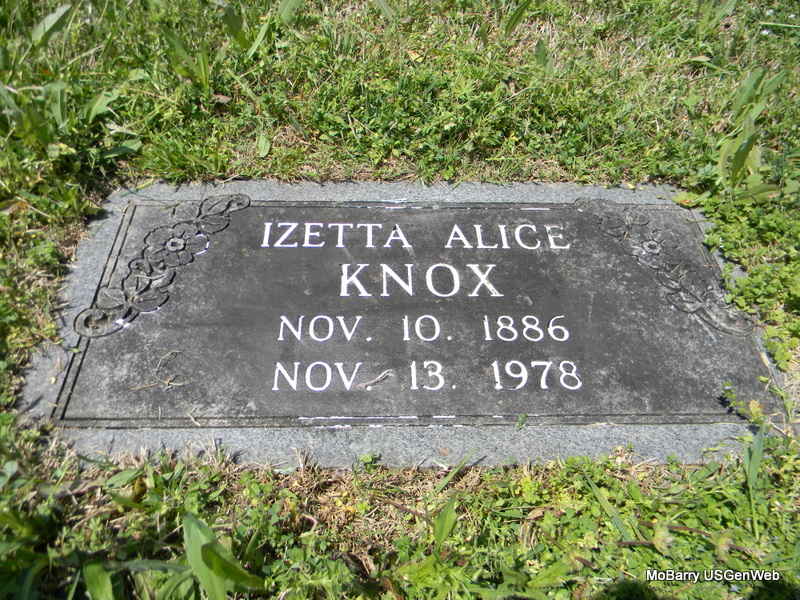 IZETTA ALICE
KNOX
NOV. 10. 1886
NOV. 13. 1978
MoBarry USGenWeb